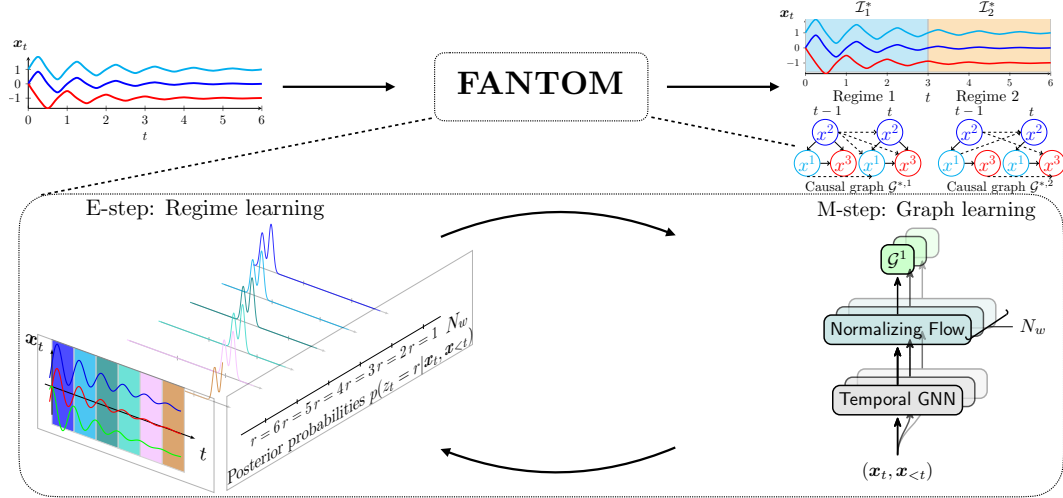 x_t
1
0
−1
0 1 2 3 4 5 6
t
FANTOM
x_t
I_1^* I_2^*
1
0
−1
0 1 2 3 4 5 6
Regime 1 t Regime 2
t − 1 t t − 1 t
x^2 x^2 x^2 x^2
x^1 x^3 x^1 x^3 x^1 x^3 x^1 x^3
Causal graph G^{*,1} Causal graph G^{*,2}
E-step: Regime learning
x_t
t
r = 6 r = 5 r = 4 r = 3 r = 2 r = 1 N_w
Posterior probabilities p(z_t = r|x_t, x_{<t})
M-step: Graph learning
G^1
Normalizing Flow
N_w
Temporal GNN
(x_t, x_{<t})